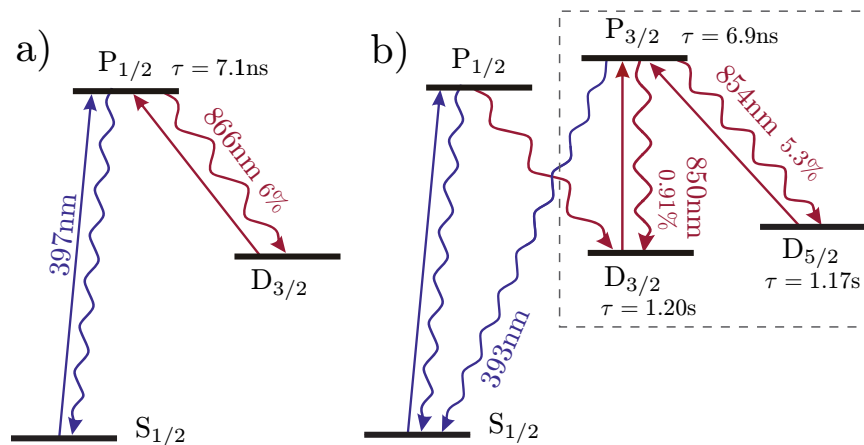 a)
P1/2
τ = 7.1ns
866nm 6%
397nm
D3/2
S1/2
b)
P1/2
P3/2
τ = 6.9ns
854nm 5.3%
850nm
0.91%
D5/2
τ = 1.17s
D3/2
τ = 1.20s
393nm
S1/2